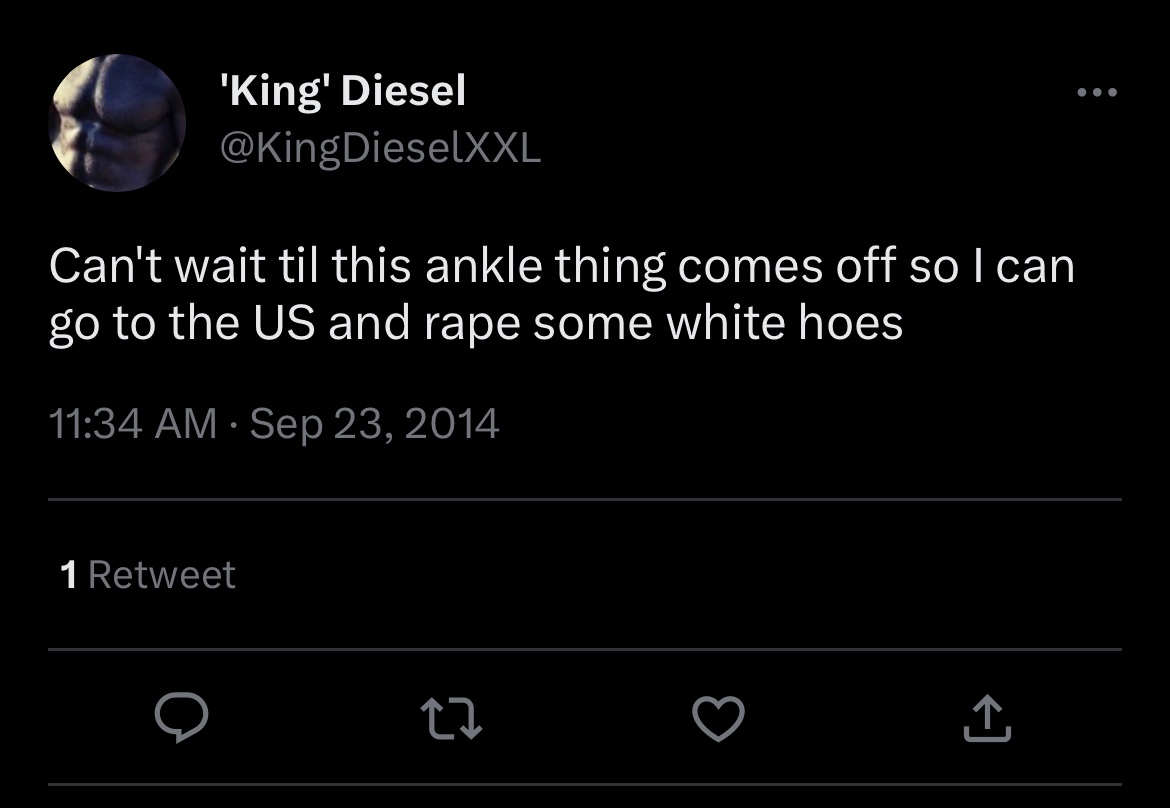 'King' Diesel
@KingDieselXXL
Can't wait til this ankle thing comes off so I can
go to the US and rape some white hoes
11:34 AM · Sep 23, 2014
1 Retweet